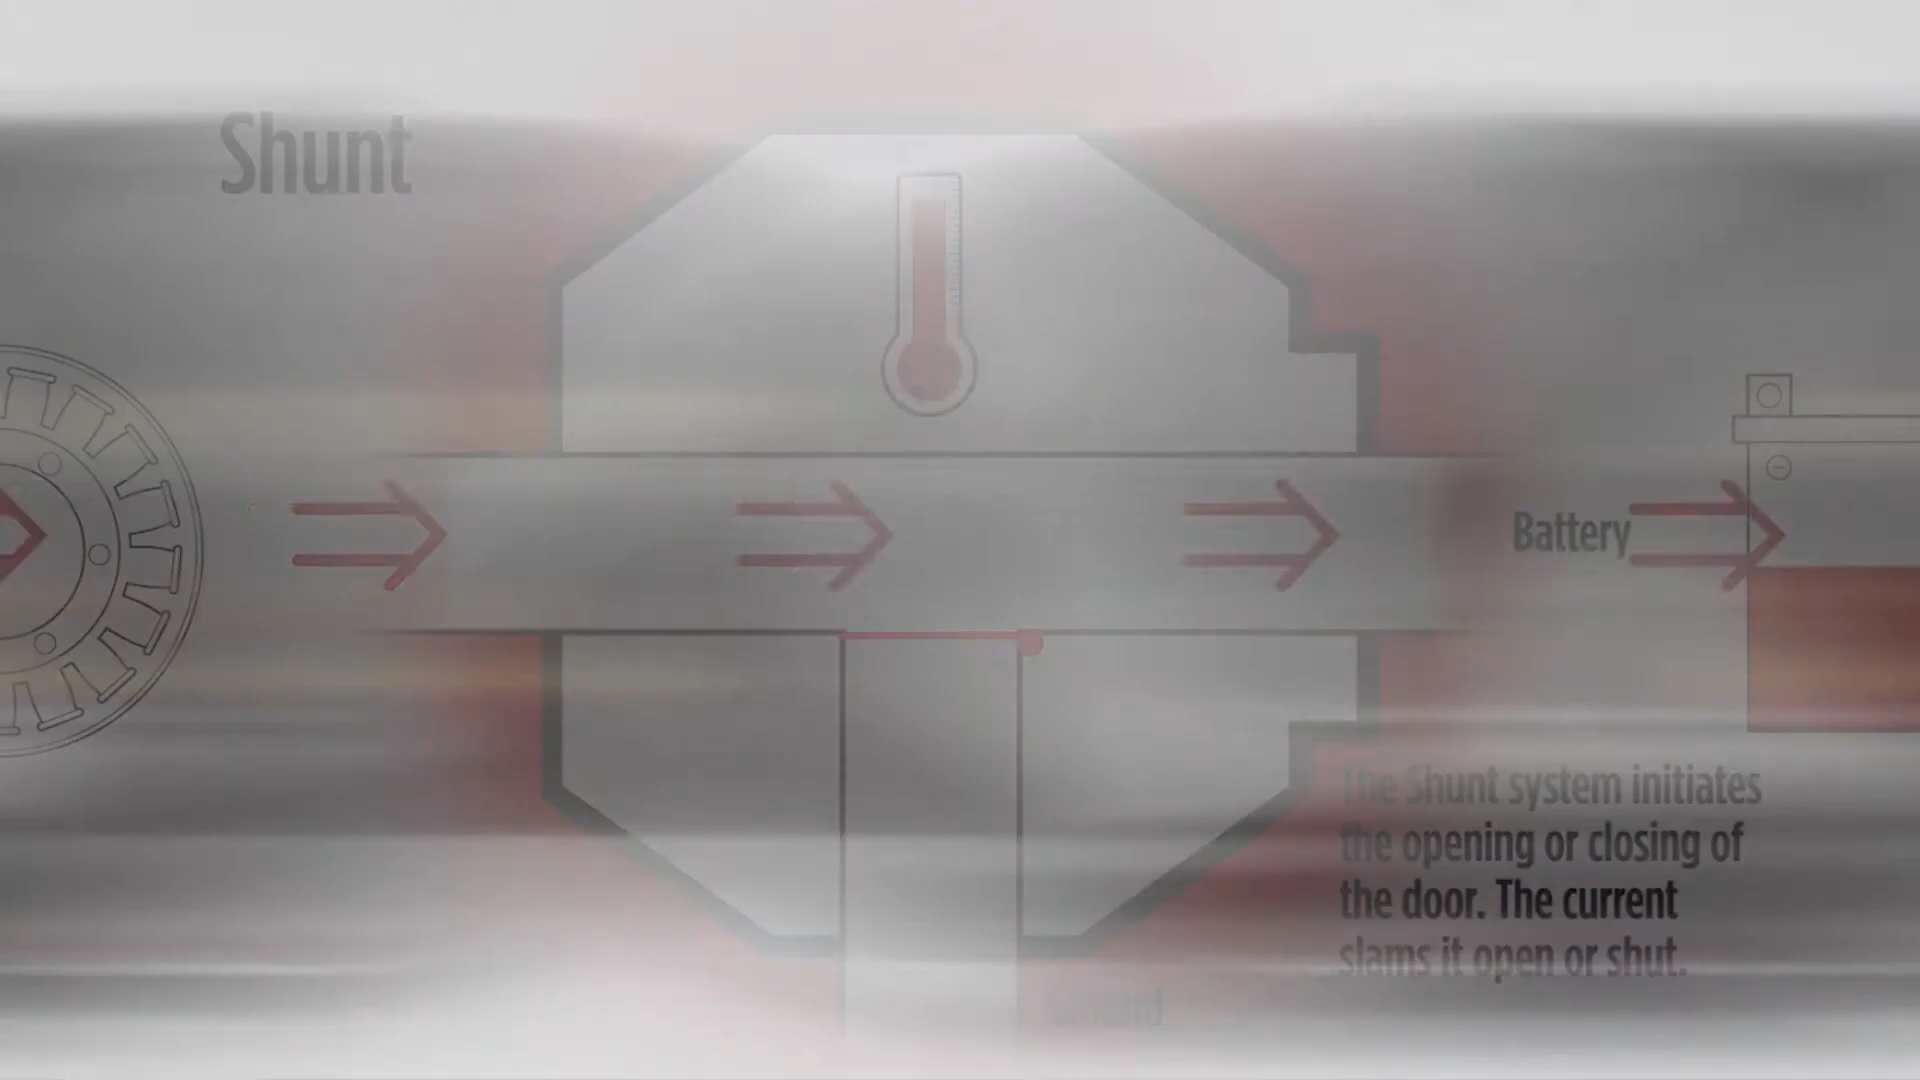 Shunt
Battery
The Shunt system initiates
the opening or closing of
the door. The current
slams it open or shut.